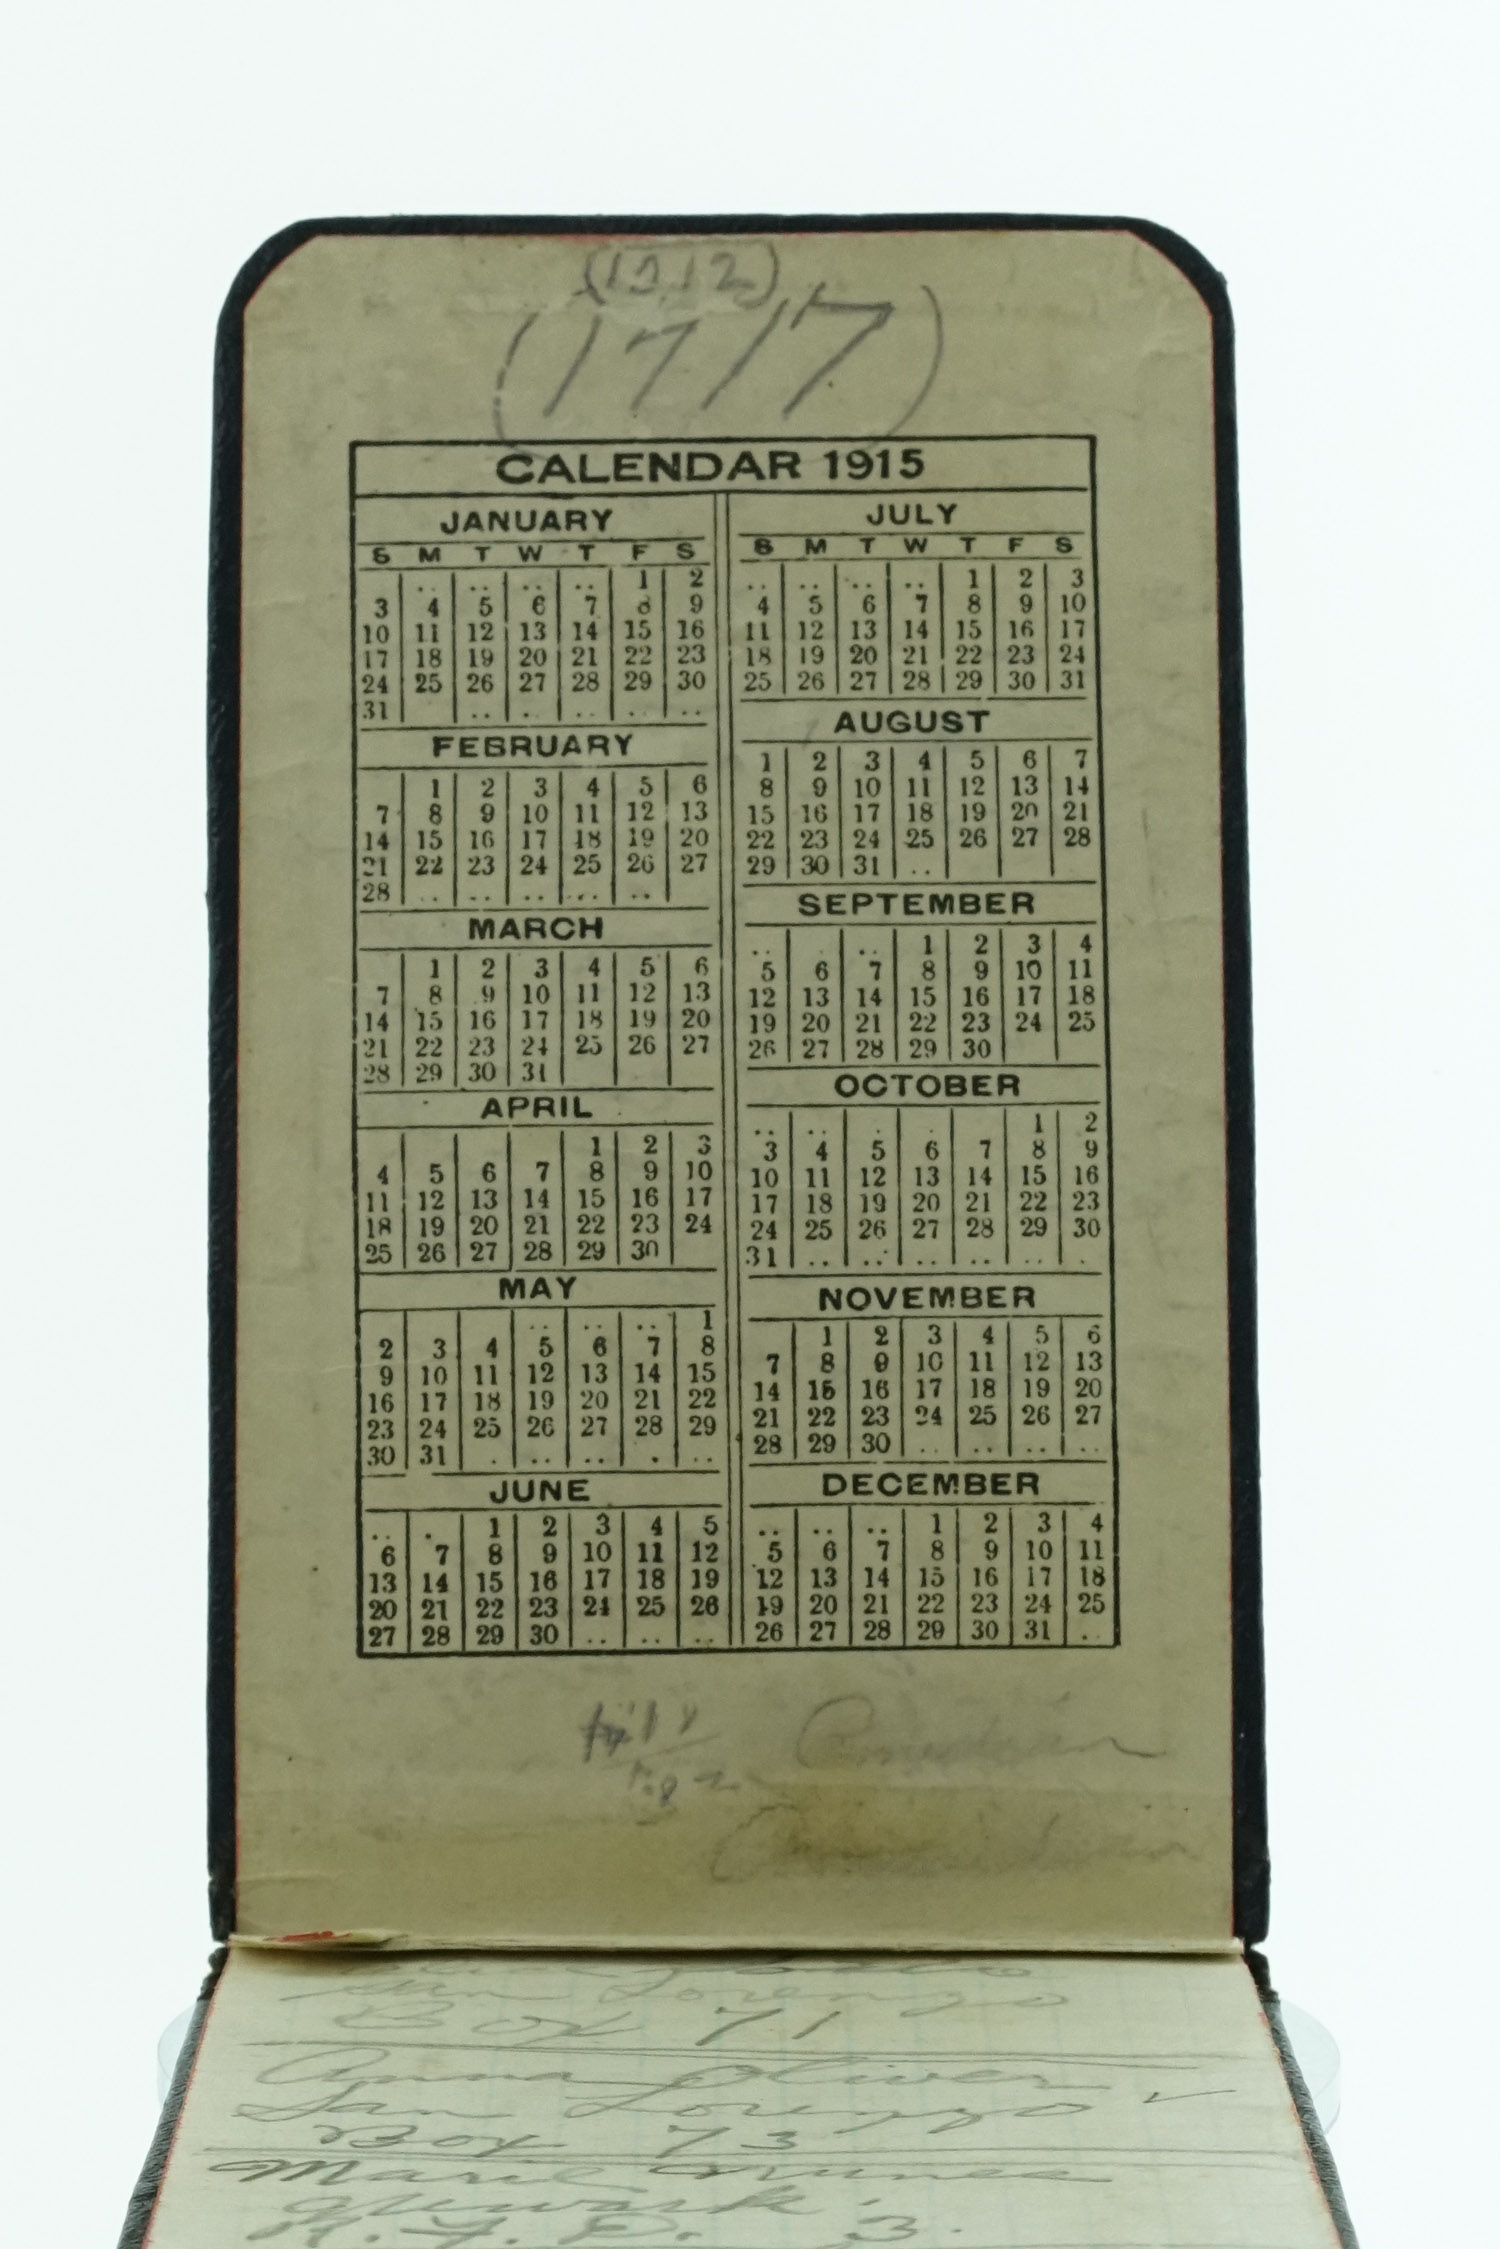 (1717)
CALENDAR 1915
JANUARY
S M T W T F S
.. .. .. .. 1 2
3 4 5 6 7 8 9
10 11 12 13 14 15 16
17 18 19 20 21 22 23
24 25 26 27 28 29 30
31 .. .. .. .. ..
FEBRUARY
1 2 3 4 5 6
7 8 9 10 11 12 13
14 15 16 17 18 19 20
21 22 23 24 25 26 27
28 .. .. .. .. ..
MARCH
1 2 3 4 5 6
7 8 9 10 11 12 13
14 15 16 17 18 19 20
21 22 23 24 25 26 27
28 29 30 31
APRIL
1 2 3
4 5 6 7 8 9 10
11 12 13 14 15 16 17
18 19 20 21 22 23 24
25 26 27 28 29 30
MAY
.. .. .. 1
2 3 4 5 6 7 8
9 10 11 12 13 14 15
16 17 18 19 20 21 22
23 24 25 26 27 28 29
30 31 . .. .. . ..
JUNE
.. . 1 2 3 4 5
6 7 8 9 10 11 12
13 14 15 16 17 18 19
20 21 22 23 24 25 26
27 28 29 30 .. .. ..
JULY
S M T W T F S
.. .. .. .. 1 2 3
4 5 6 7 8 9 10
11 12 13 14 15 16 17
18 19 20 21 22 23 24
25 26 27 28 29 30 31
AUGUST
1 2 3 4 5 6 7
8 9 10 11 12 13 14
15 16 17 18 19 20 21
22 23 24 25 26 27 28
29 30 31 ..
SEPTEMBER
.. . .. 1 2 3 4
5 6 7 8 9 10 11
12 13 14 15 16 17 18
19 20 21 22 23 24 25
26 27 28 29 30
OCTOBER
.. .. . . 1 2
3 4 5 6 7 8 9
10 11 12 13 14 15 16
17 18 19 20 21 22 23
24 25 26 27 28 29 30
31 .. .. .. .. .. .
NOVEMBER
1 2 3 4 5 6
7 8 9 10 11 12 13
14 15 16 17 18 19 20
21 22 23 24 25 26 27
28 29 30 .. .. .. ..
DECEMBER
.. .. .. 1 2 3 4
5 6 7 8 9 10 11
12 13 14 15 16 17 18
19 20 21 22 23 24 25
26 27 28 29 30 31 ..
San Lorenzo
Box 71
Anna Oliver
San Lorenzo ✓
Box 73
Marie Nunes
Newark
R. F. D. 3.